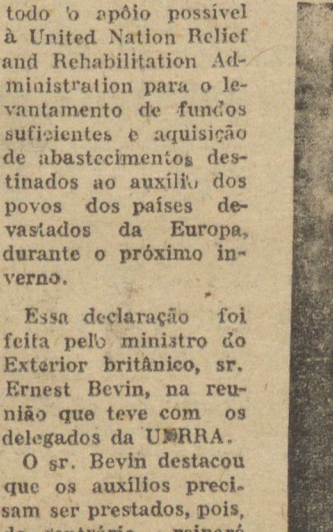 todo o apôio possível
à United Nation Relief
and Rehabilitation Ad-
ministration para o le-
vantamento de fundos
suficientes e aquisição
de abastecimentos des-
tinados ao auxílio dos
povos dos países de-
vastados da Europa,
durante o próximo in-
verno.
Essa declaração foi
feita pelo ministro do
Exterior britânico, sr.
Ernest Bevin, na reu-
nião que teve com os
delegados da UNRRA.
O sr. Bevin destacou
que os auxílios preci-
sam ser prestados, pois,